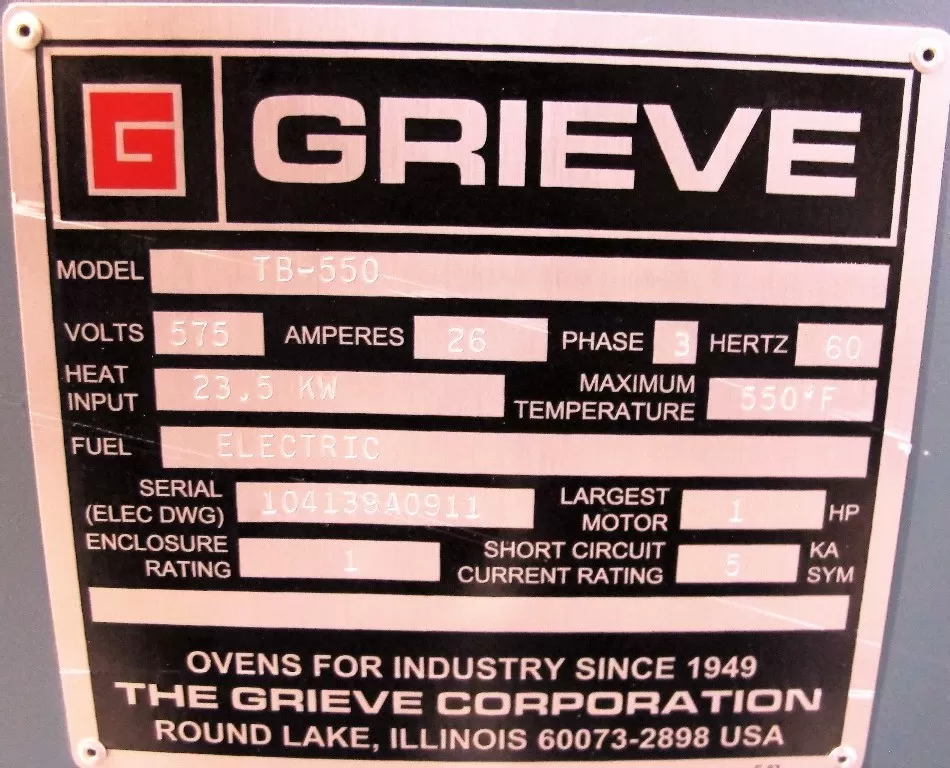 G GRIEVE
MODEL TB-550
VOLTS 575 AMPERES 26 PHASE 3 HERTZ 60
HEAT INPUT 23.5 KW MAXIMUM TEMPERATURE 550°F
FUEL ELECTRIC
SERIAL (ELEC DWG) 104139A0911 LARGEST MOTOR 1 HP
ENCLOSURE RATING 1 SHORT CIRCUIT CURRENT RATING 5 KA SYM
OVENS FOR INDUSTRY SINCE 1949
THE GRIEVE CORPORATION
ROUND LAKE, ILLINOIS 60073-2898 USA